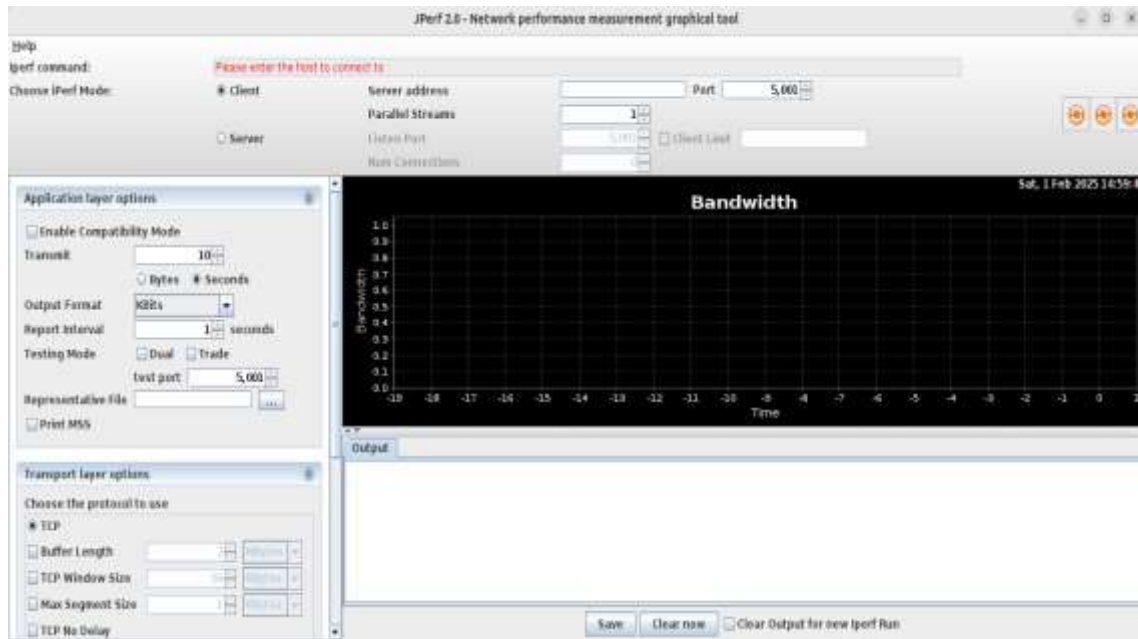 JPerf 2.0 - Network performance measurement graphical tool
Help
Iperf command: Please enter the host to connect to
Choose iPerf Mode: Client Server address Port 5,001
Parallel Streams 1
Server Listen Port 5,001 Client Limit
Num Connections 0
Application layer options
Enable Compatibility Mode
Transmit 10
Bytes Seconds
Output Format KBits
Report Interval 1 seconds
Testing Mode Dual Trade
test port 5,001
Representative File ...
Print MSS
Transport layer options
Choose the protocol to use
TCP
Buffer Length 2
TCP Window Size
Max Segment Size 1
TCP No Delay
Sat, 1 Feb 2025 14:59:4
Bandwidth
1.0
0.9
0.8
0.7
0.6
0.5
0.4
0.3
0.2
0.1
0.0
Bandwidth
-19 -18 -17 -16 -15 -14 -13 -12 -11 -10 -9 -8 -7 -6 -5 -4 -3 -2 -1 0 1
Time
Output
Save Clear now Clear Output for new Iperf Run